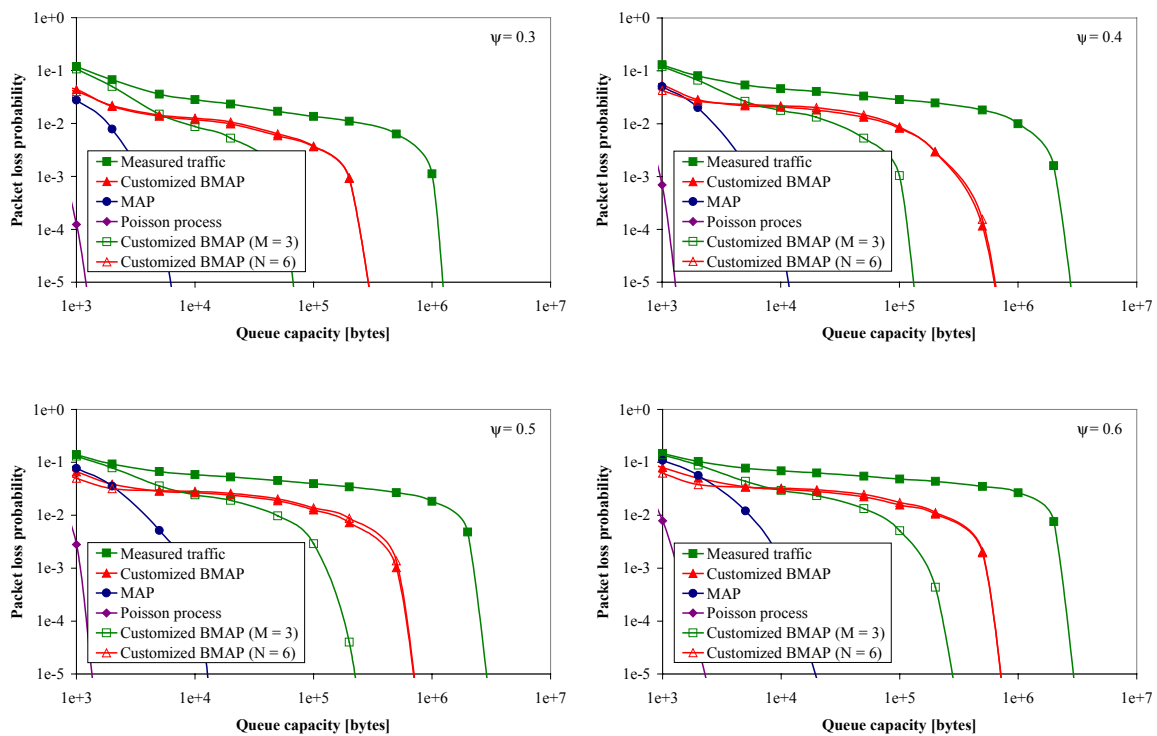 1e+0
1e-1
1e-2
1e-3
1e-4
1e-5
Packet loss probability
ψ = 0.3
Measured traffic
Customized BMAP
MAP
Poisson process
Customized BMAP (M = 3)
Customized BMAP (N = 6)
1e+3 1e+4 1e+5 1e+6 1e+7
Queue capacity [bytes]
1e+0
1e-1
1e-2
1e-3
1e-4
1e-5
Packet loss probability
ψ = 0.4
Measured traffic
Customized BMAP
MAP
Poisson proces
Customized BMAP (M = 3)
Customized BMAP (N = 6)
1e+3 1e+4 1e+5 1e+6 1e+7
Queue capacity [bytes]
1e+0
1e-1
1e-2
1e-3
1e-4
1e-5
Packet loss probability
ψ = 0.5
Measured traffic
Customized BMAP
MAP
Poisson process
Customized BMAP (M = 3)
Customized BMAP (N = 6)
1e+3 1e+4 1e+5 1e+6 1e+7
Queue capacity [bytes]
1e+0
1e-1
1e-2
1e-3
1e-4
1e-5
Packet loss probability
ψ = 0.6
Measured traffic
Customized BMAP
MAP
Poisson process
Customized BMAP (M = 3)
Customized BMAP (N = 6)
1e+3 1e+4 1e+5 1e+6 1e+7
Queue capacity [bytes]